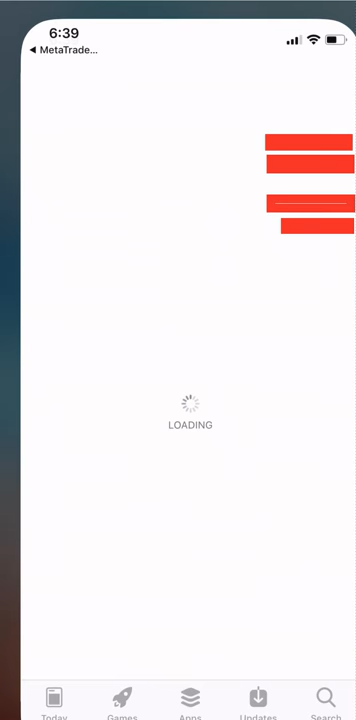 6:39
◀ MetaTrade...
LOADING
Today
Games
Apps
Updates
Search